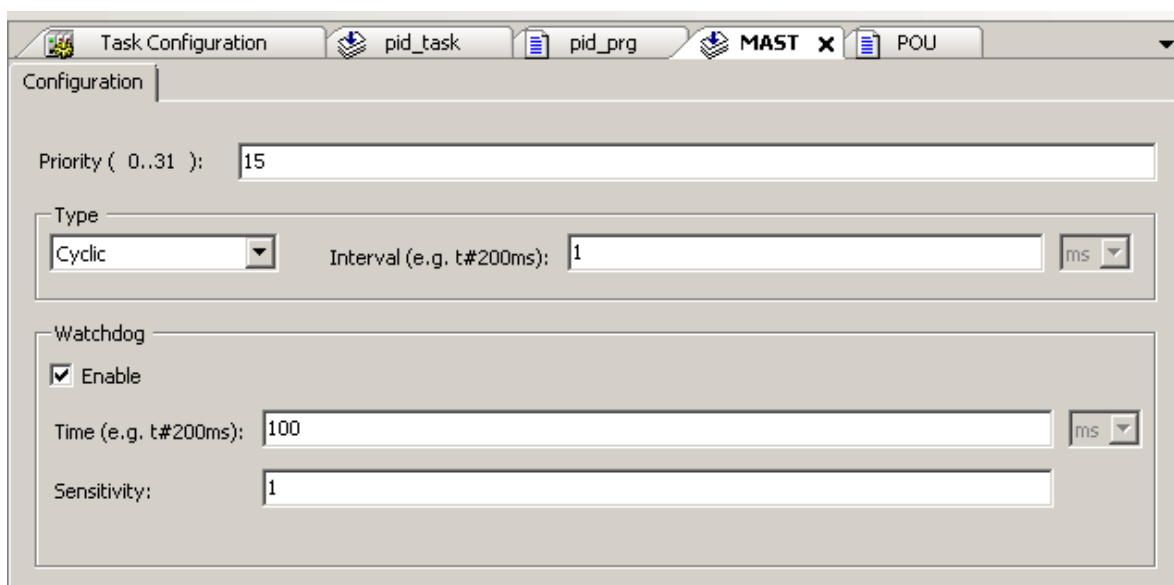 Task Configuration pid_task pid_prg MAST x POU
Configuration
Priority ( 0..31 ): 15
Type
Cyclic Interval (e.g. t#200ms): 1 ms
Watchdog
Enable
Time (e.g. t#200ms): 100 ms
Sensitivity: 1